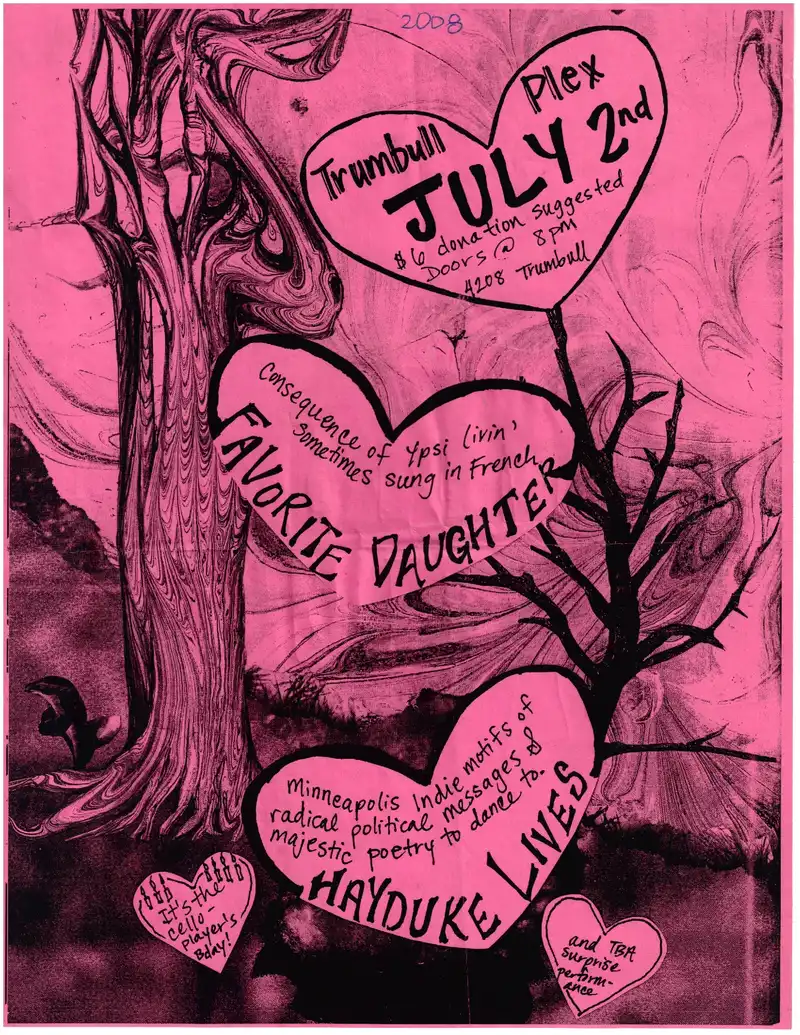 2008
Trumbull Plex
JULY 2nd
$6 donation suggested
Doors @ 8pm
4208 Trumbull
Consequence of Ypsi Livin'
sometimes sung in French
FAVORITE DAUGHTER
Minneapolis Indie motifs of
radical political messages &
majestic poetry to dance to.
HAYDUKE LIVES
It's the
cello-
player's
Bday!
and TBA
surprise
perform-
ance